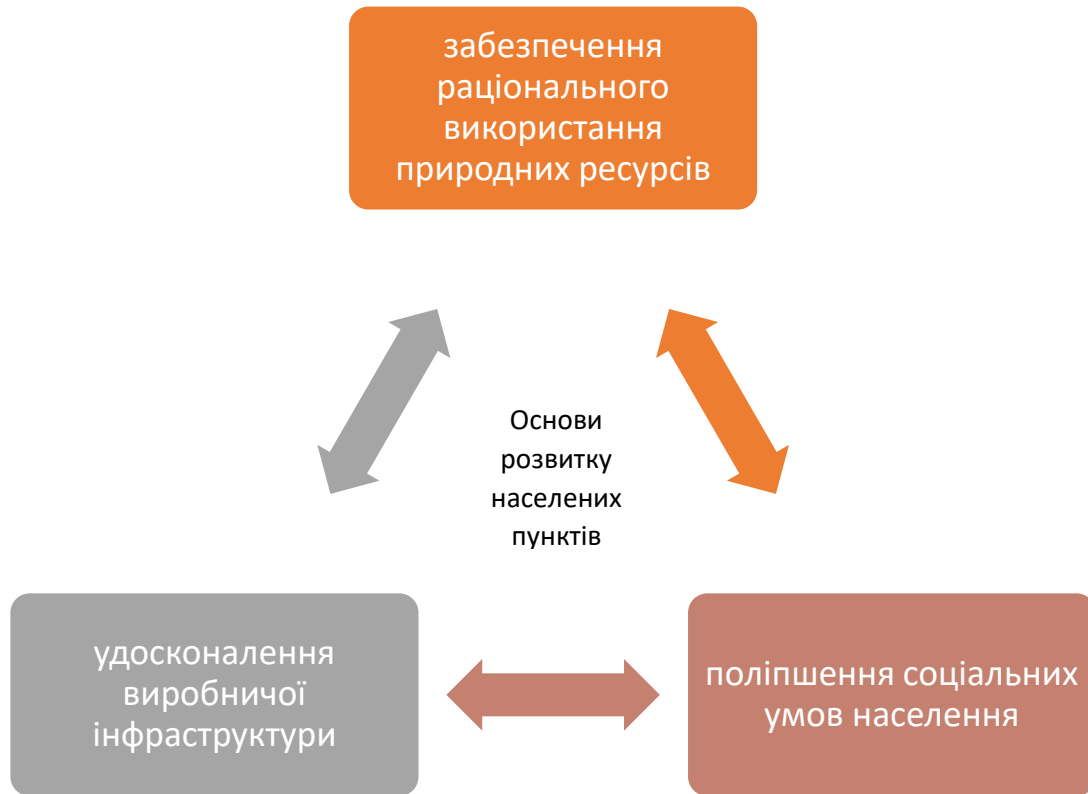 забезпечення
раціонального
використання
природних ресурсів
Основи
розвитку
населених
пунктів
удосконалення
виробничої
інфраструктури
поліпшення соціальних
умов населення